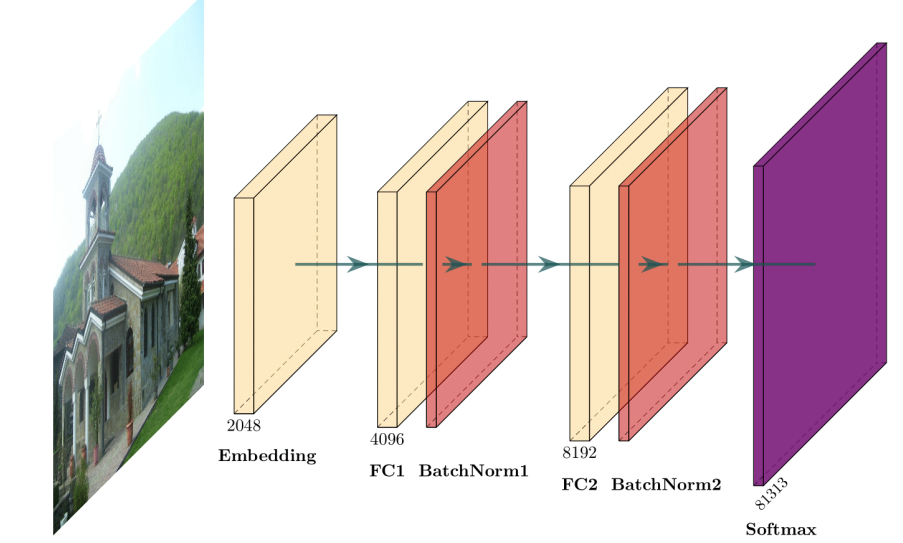 2048
Embedding
4096
FC1 BatchNorm1
8192
FC2 BatchNorm2
81313
Softmax